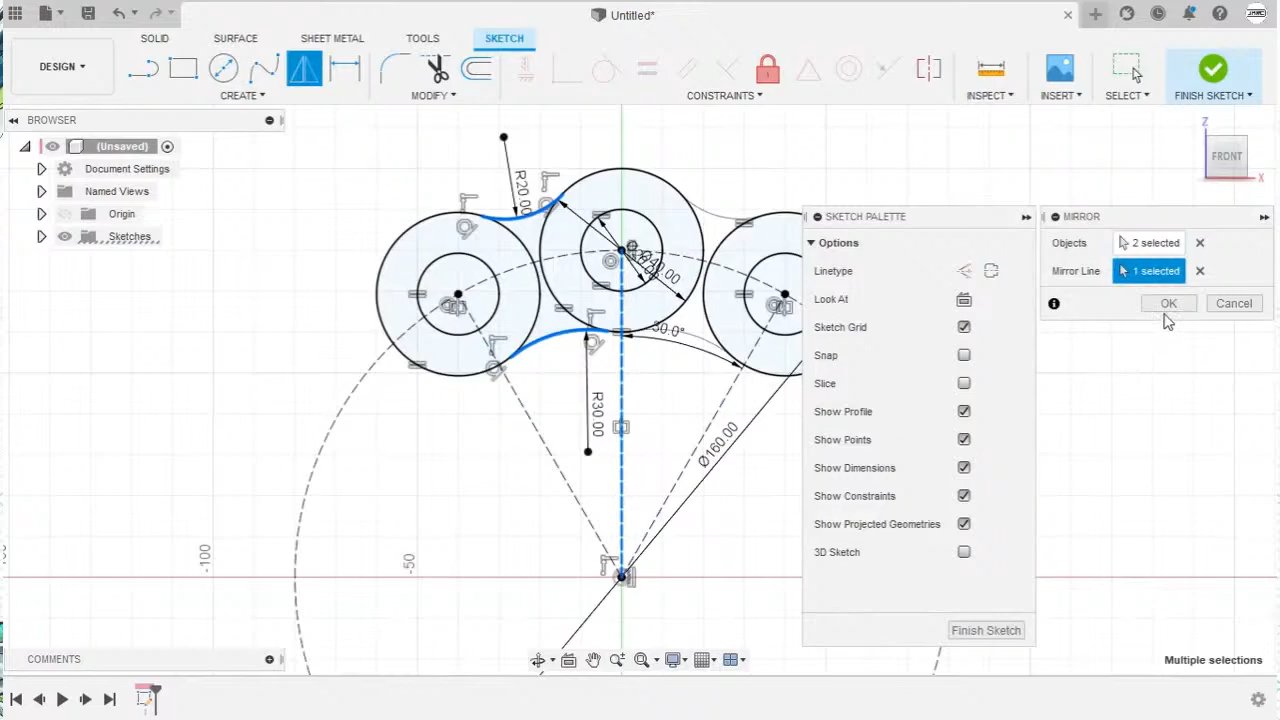 Untitled*
SOLID
SURFACE
SHEET METAL
TOOLS
SKETCH
DESIGN
CREATE
MODIFY
CONSTRAINTS
INSPECT
INSERT
SELECT
FINISH SKETCH
BROWSER
(Unsaved)
Document Settings
Named Views
Origin
Sketches
Z
FRONT
X
SKETCH PALETTE
Options
Linetype
Look At
Sketch Grid
Snap
Slice
Show Profile
Show Points
Show Dimensions
Show Constraints
Show Projected Geometries
3D Sketch
Finish Sketch
MIRROR
Objects
2 selected
Mirror Line
1 selected
OK
Cancel
R20.00
Ø40.00
30.0°
R30.00
Ø160.00
-100
-50
COMMENTS
Multiple selections